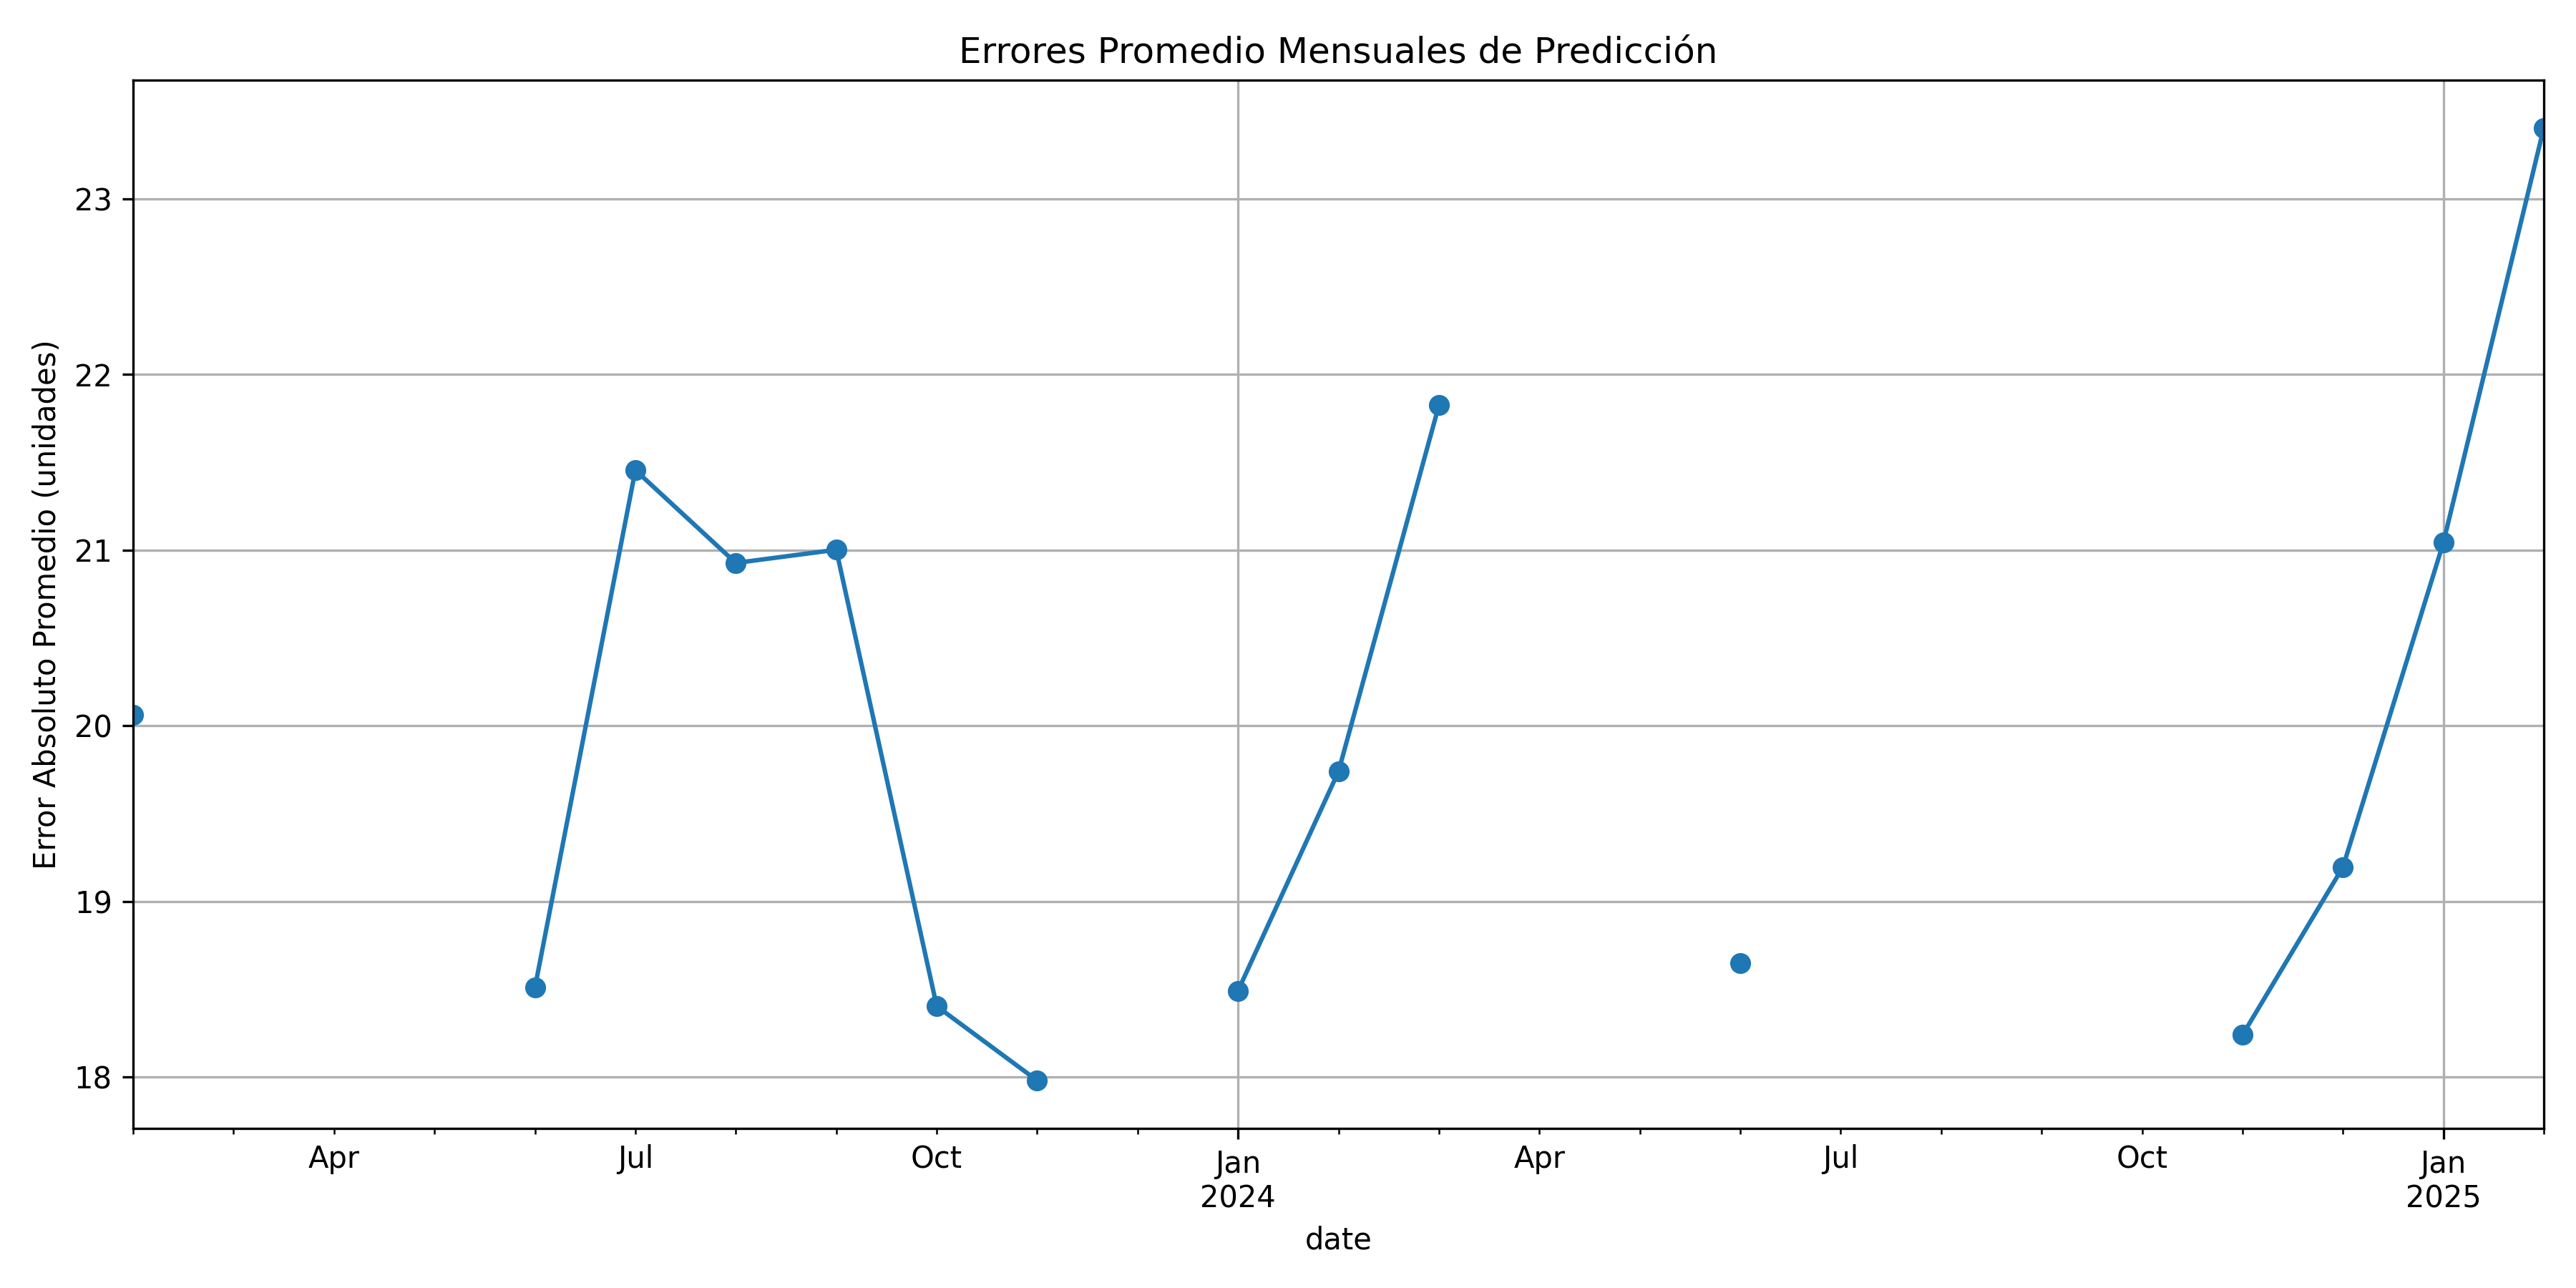 Errores Promedio Mensuales de Predicción
Error Absoluto Promedio (unidades)
23
22
21
20
19
18
Apr
Jul
Oct
Jan
2024
Apr
Jul
Oct
Jan
2025
date